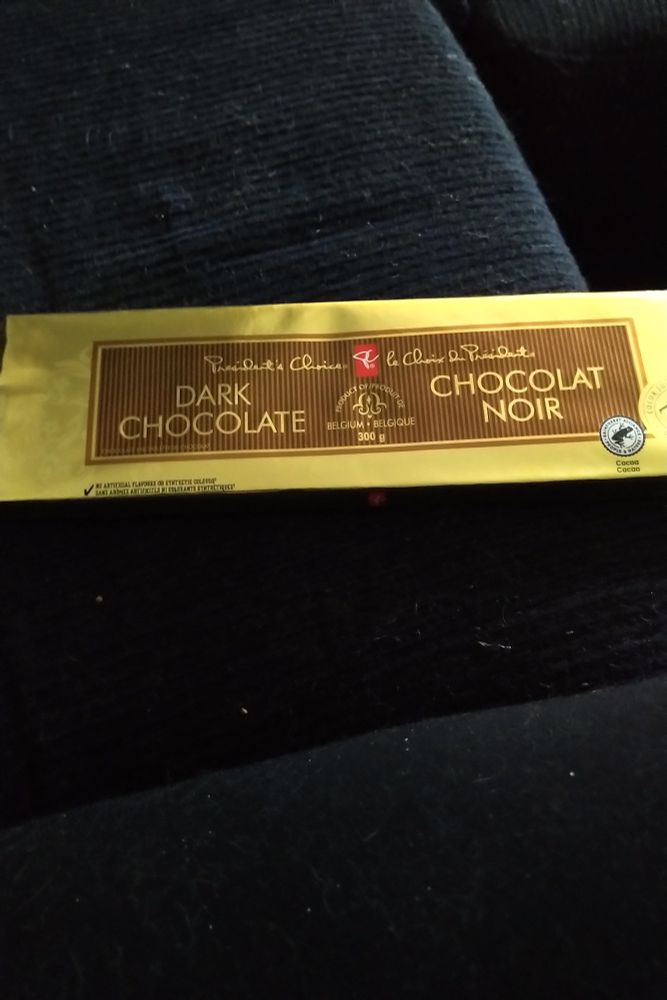 President's Choice PC le Choix du Président
DARK
CHOCOLATE
PRODUCT OF/PRODUIT DE
BELGIUM • BELGIQUE
300 g
CHOCOLAT
NOIR
Cocoa
Cacao
✓ NO ARTIFICIAL FLAVOURS OR SYNTHETIC COLOURS*
SANS ARÔMES ARTIFICIELS NI COLORANTS SYNTHÉTIQUES*